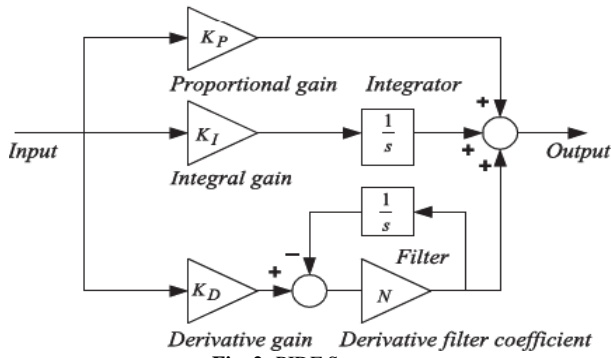 K_P
Proportional gain
Integrator
+
Input
K_I
1/s
+
+
Output
Integral gain
1/s
−
Filter
K_D
+
N
Derivative gain
Derivative filter coefficient